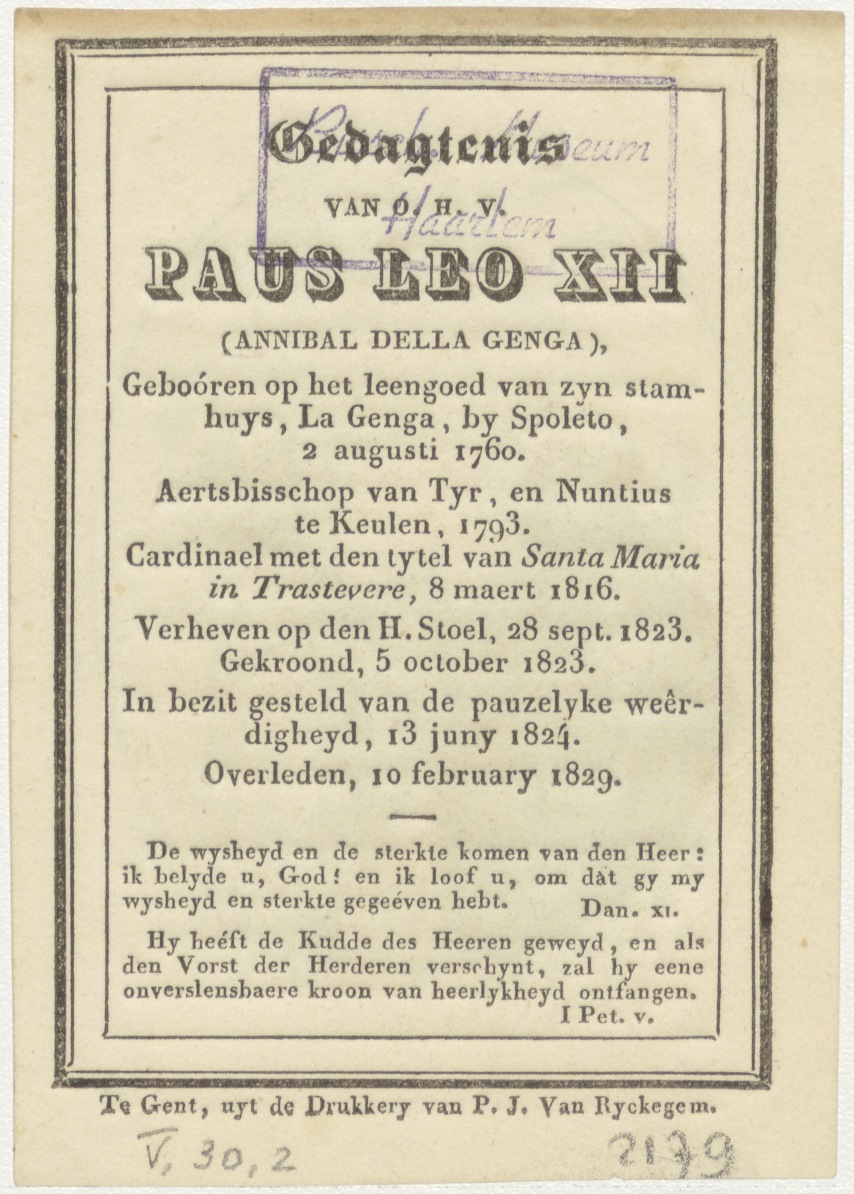 Bissch. Museum
Haarlem
Gedagtenis
VAN O. H. V.
PAUS LEO XII
(ANNIBAL DELLA GENGA),
Geboóren op het leengoed van zyn stam-
huys, La Genga, by Spoleto,
2 augusti 1760.
Aertsbisschop van Tyr, en Nuntius
te Keulen, 1793.
Cardinael met den tytel van Santa Maria
in Trastevere, 8 maert 1816.
Verheven op den H. Stoel, 28 sept. 1823.
Gekroond, 5 october 1823.
In bezit gesteld van de pauzelyke weêr-
digheyd, 13 juny 1824.
Overleden, 10 february 1829.
De wysheyd en de sterkte komen van den Heer:
ik belyde u, God! en ik loof u, om dàt gy my
wysheyd en sterkte gegeéven hebt. Dan. XI.
Hy heéft de Kudde des Heeren geweyd, en als
den Vorst der Herderen verschynt, zal hy eene
onverslensbaere kroon van heerlykheyd ontfangen.
I Pet. V.
Te Gent, uyt de Drukkery van P. J. Van Ryckegem.
V, 30, 2
2179